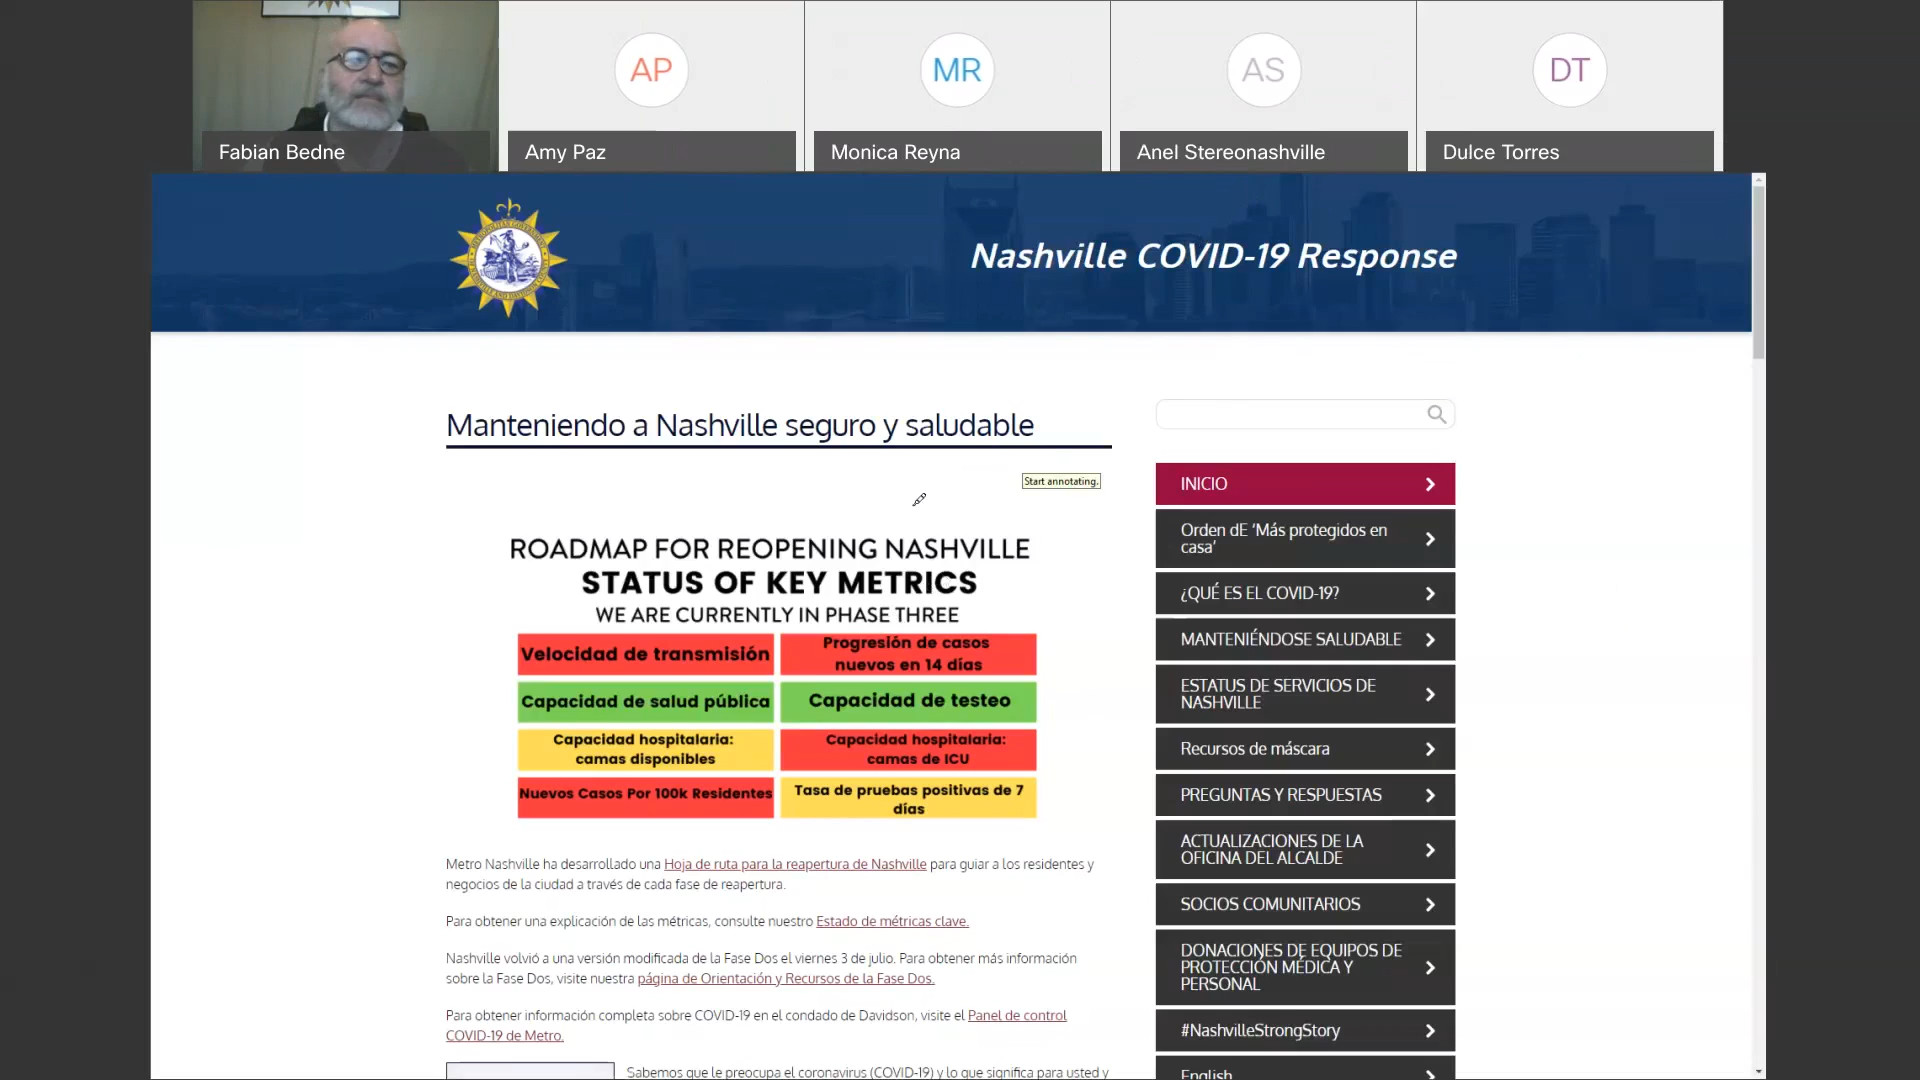 AP
MR
AS
DT
Fabian Bedne
Amy Paz
Monica Reyna
Anel Stereonashville
Dulce Torres
Nashville COVID-19 Response
Manteniendo a Nashville seguro y saludable
Start annotating.
ROADMAP FOR REOPENING NASHVILLE
STATUS OF KEY METRICS
WE ARE CURRENTLY IN PHASE THREE
Velocidad de transmisión
Progresión de casos
nuevos en 14 días
Capacidad de salud pública
Capacidad de testeo
Capacidad hospitalaria:
camas disponibles
Capacidad hospitalaria:
camas de ICU
Nuevos Casos Por 100k Residentes
Tasa de pruebas positivas de 7
días
Metro Nashville ha desarrollado una Hoja de ruta para la reapertura de Nashville para guiar a los residentes y
negocios de la ciudad a través de cada fase de reapertura.
Para obtener una explicación de las métricas, consulte nuestro Estado de métricas clave.
Nashville volvió a una versión modificada de la Fase Dos el viernes 3 de julio. Para obtener más información
sobre la Fase Dos, visite nuestra página de Orientación y Recursos de la Fase Dos.
Para obtener información completa sobre COVID-19 en el condado de Davidson, visite el Panel de control
COVID-19 de Metro.
Sabemos que le preocupa el coronavirus (COVID-19) y lo que significa para usted y
INICIO
Orden dE ‘Más protegidos en
casa’
¿QUÉ ES EL COVID-19?
MANTENIÉNDOSE SALUDABLE
ESTATUS DE SERVICIOS DE
NASHVILLE
Recursos de máscara
PREGUNTAS Y RESPUESTAS
ACTUALIZACIONES DE LA
OFICINA DEL ALCALDE
SOCIOS COMUNITARIOS
DONACIONES DE EQUIPOS DE
PROTECCIÓN MÉDICA Y
PERSONAL
#NashvilleStrongStory
English